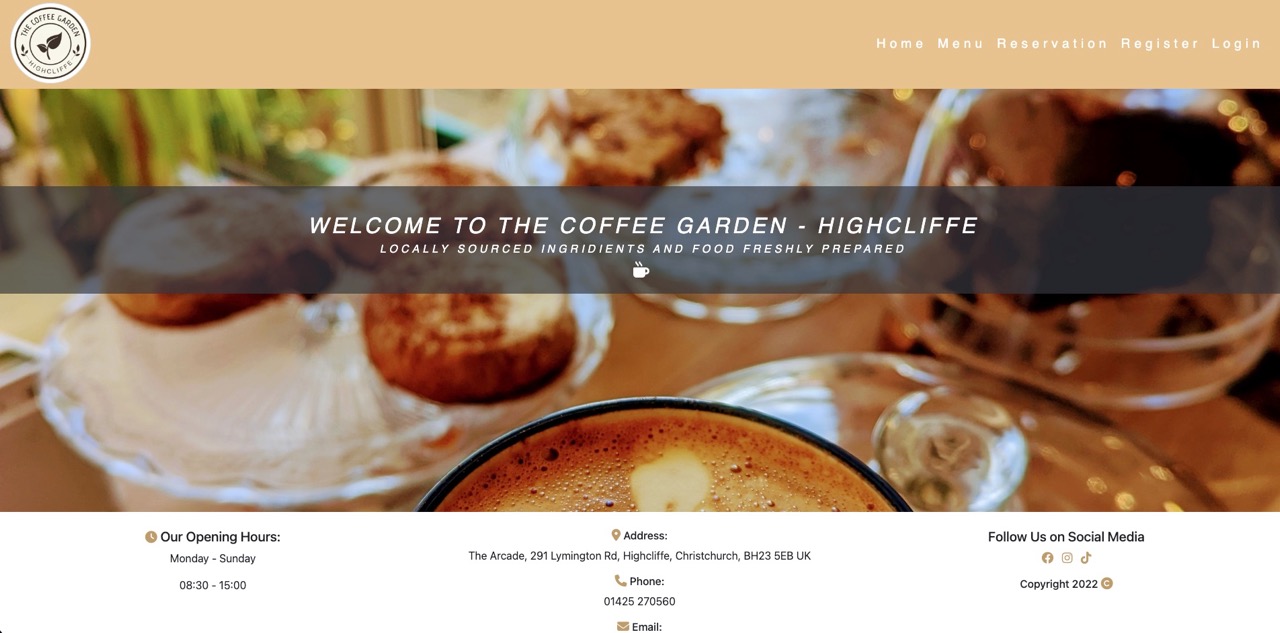 THE COFFEE GARDEN
HIGHCLIFFE
Home Menu Reservation Register Login
WELCOME TO THE COFFEE GARDEN - HIGHCLIFFE
LOCALLY SOURCED INGRIDIENTS AND FOOD FRESHLY PREPARED
Our Opening Hours:
Monday - Sunday
08:30 - 15:00
Address:
The Arcade, 291 Lymington Rd, Highcliffe, Christchurch, BH23 5EB UK
Phone:
01425 270560
Email:
Follow Us on Social Media
Copyright 2022 ©